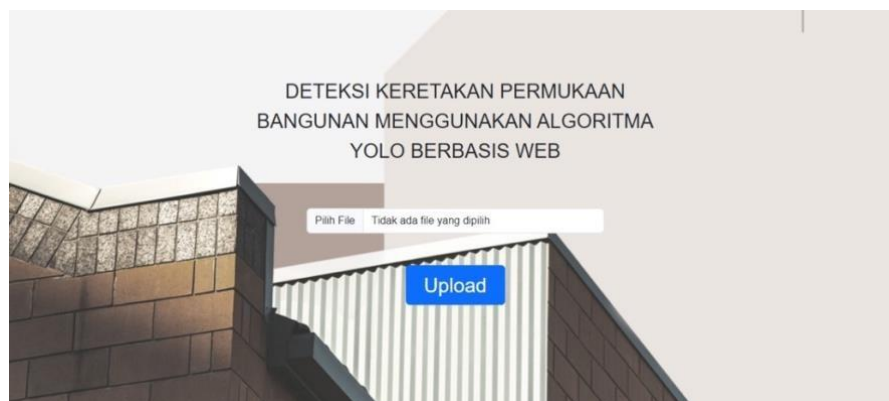 DETEKSI KERETAKAN PERMUKAAN
BANGUNAN MENGGUNAKAN ALGORITMA
YOLO BERBASIS WEB
Pilih File Tidak ada file yang dipilih
Upload